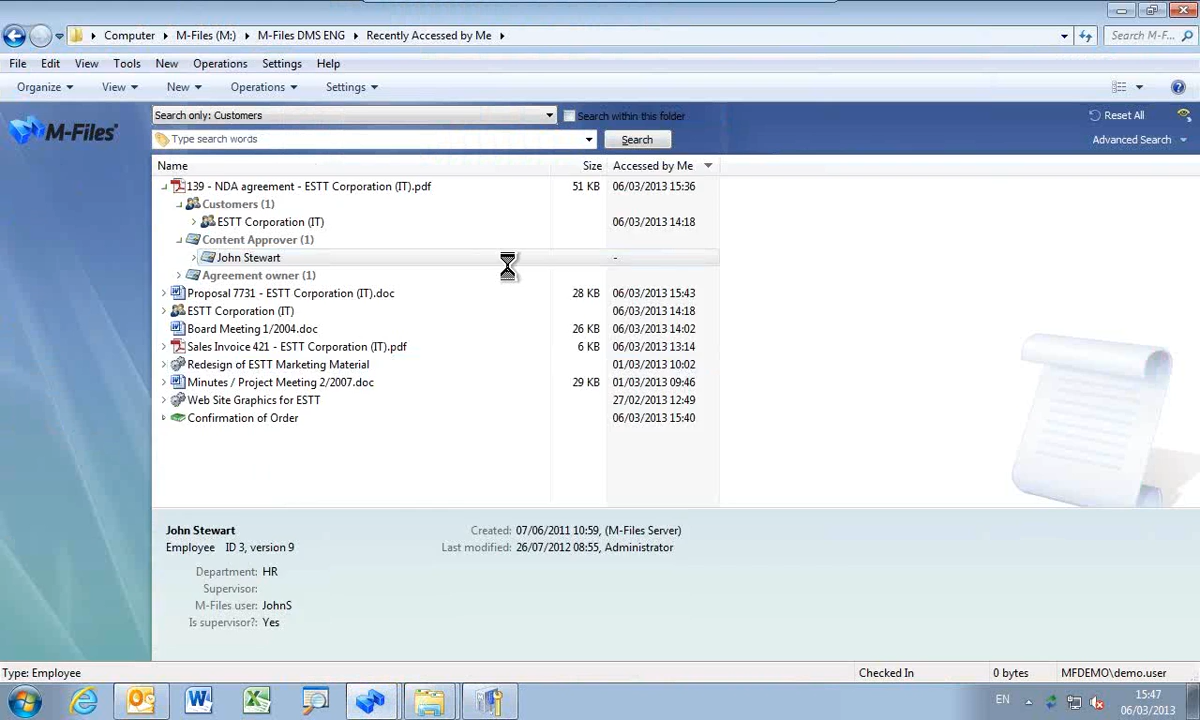 Computer ▸ M-Files (M:) ▸ M-Files DMS ENG ▸ Recently Accessed by Me ▸
Search M-F...
File Edit View Tools New Operations Settings Help
Organize View New Operations Settings
M-Files
Search only: Customers
Search within this folder
Reset All
Type search words
Search
Advanced Search
Name Size Accessed by Me
139 - NDA agreement - ESTT Corporation (IT).pdf 51 KB 06/03/2013 15:36
Customers (1)
ESTT Corporation (IT) 06/03/2013 14:18
Content Approver (1)
John Stewart -
Agreement owner (1)
Proposal 7731 - ESTT Corporation (IT).doc 28 KB 06/03/2013 15:43
ESTT Corporation (IT) 06/03/2013 14:18
Board Meeting 1/2004.doc 26 KB 06/03/2013 14:02
Sales Invoice 421 - ESTT Corporation (IT).pdf 6 KB 06/03/2013 13:14
Redesign of ESTT Marketing Material 01/03/2013 10:02
Minutes / Project Meeting 2/2007.doc 29 KB 01/03/2013 09:46
Web Site Graphics for ESTT 27/02/2013 12:49
Confirmation of Order 06/03/2013 15:40
John Stewart
Created: 07/06/2011 10:59, (M-Files Server)
Employee ID 3, version 9
Last modified: 26/07/2012 08:55, Administrator
Department: HR
Supervisor:
M-Files user: JohnS
Is supervisor?: Yes
Type: Employee Checked In 0 bytes MFDEMO\demo.user
EN
15:47
06/03/2013